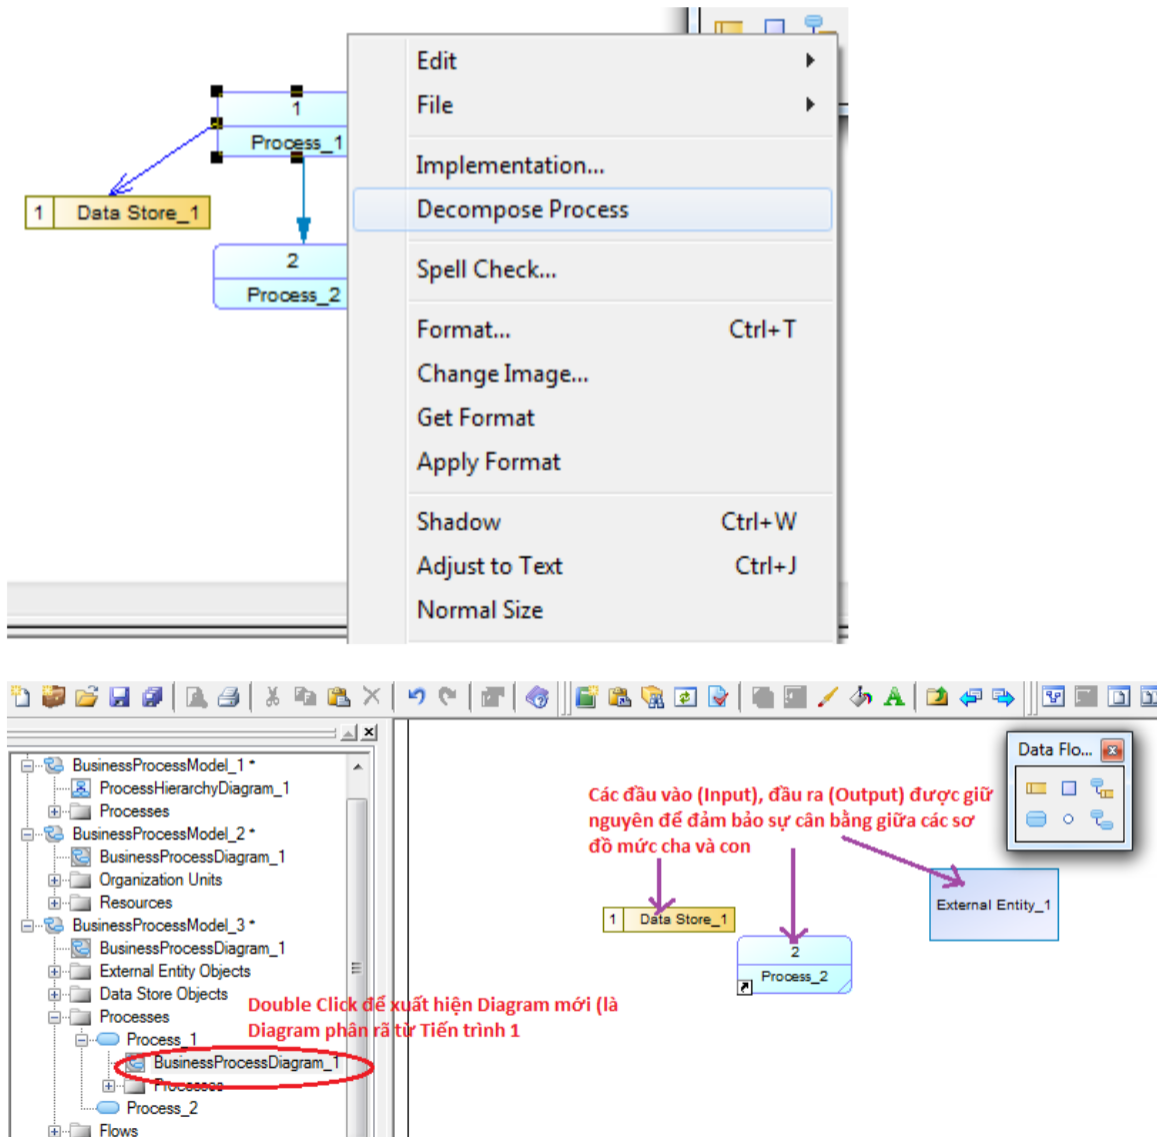 1
Process_1
1 Data Store_1
2
Process_2
Edit
File
Implementation...
Decompose Process
Spell Check...
Format... Ctrl+T
Change Image...
Get Format
Apply Format
Shadow Ctrl+W
Adjust to Text Ctrl+J
Normal Size
BusinessProcessModel_1 *
ProcessHierarchyDiagram_1
Processes
BusinessProcessModel_2 *
BusinessProcessDiagram_1
Organization Units
Resources
BusinessProcessModel_3 *
BusinessProcessDiagram_1
External Entity Objects
Data Store Objects
Processes
Process_1
BusinessProcessDiagram_1
Processes
Process_2
Flows
Double Click để xuất hiện Diagram mới (là
Diagram phân rã từ Tiến trình 1
Các đầu vào (Input), đầu ra (Output) được giữ
nguyên để đảm bảo sự cân bằng giữa các sơ
đồ mức cha và con
Data Flo...
1 Data Store_1
2
Process_2
External Entity_1